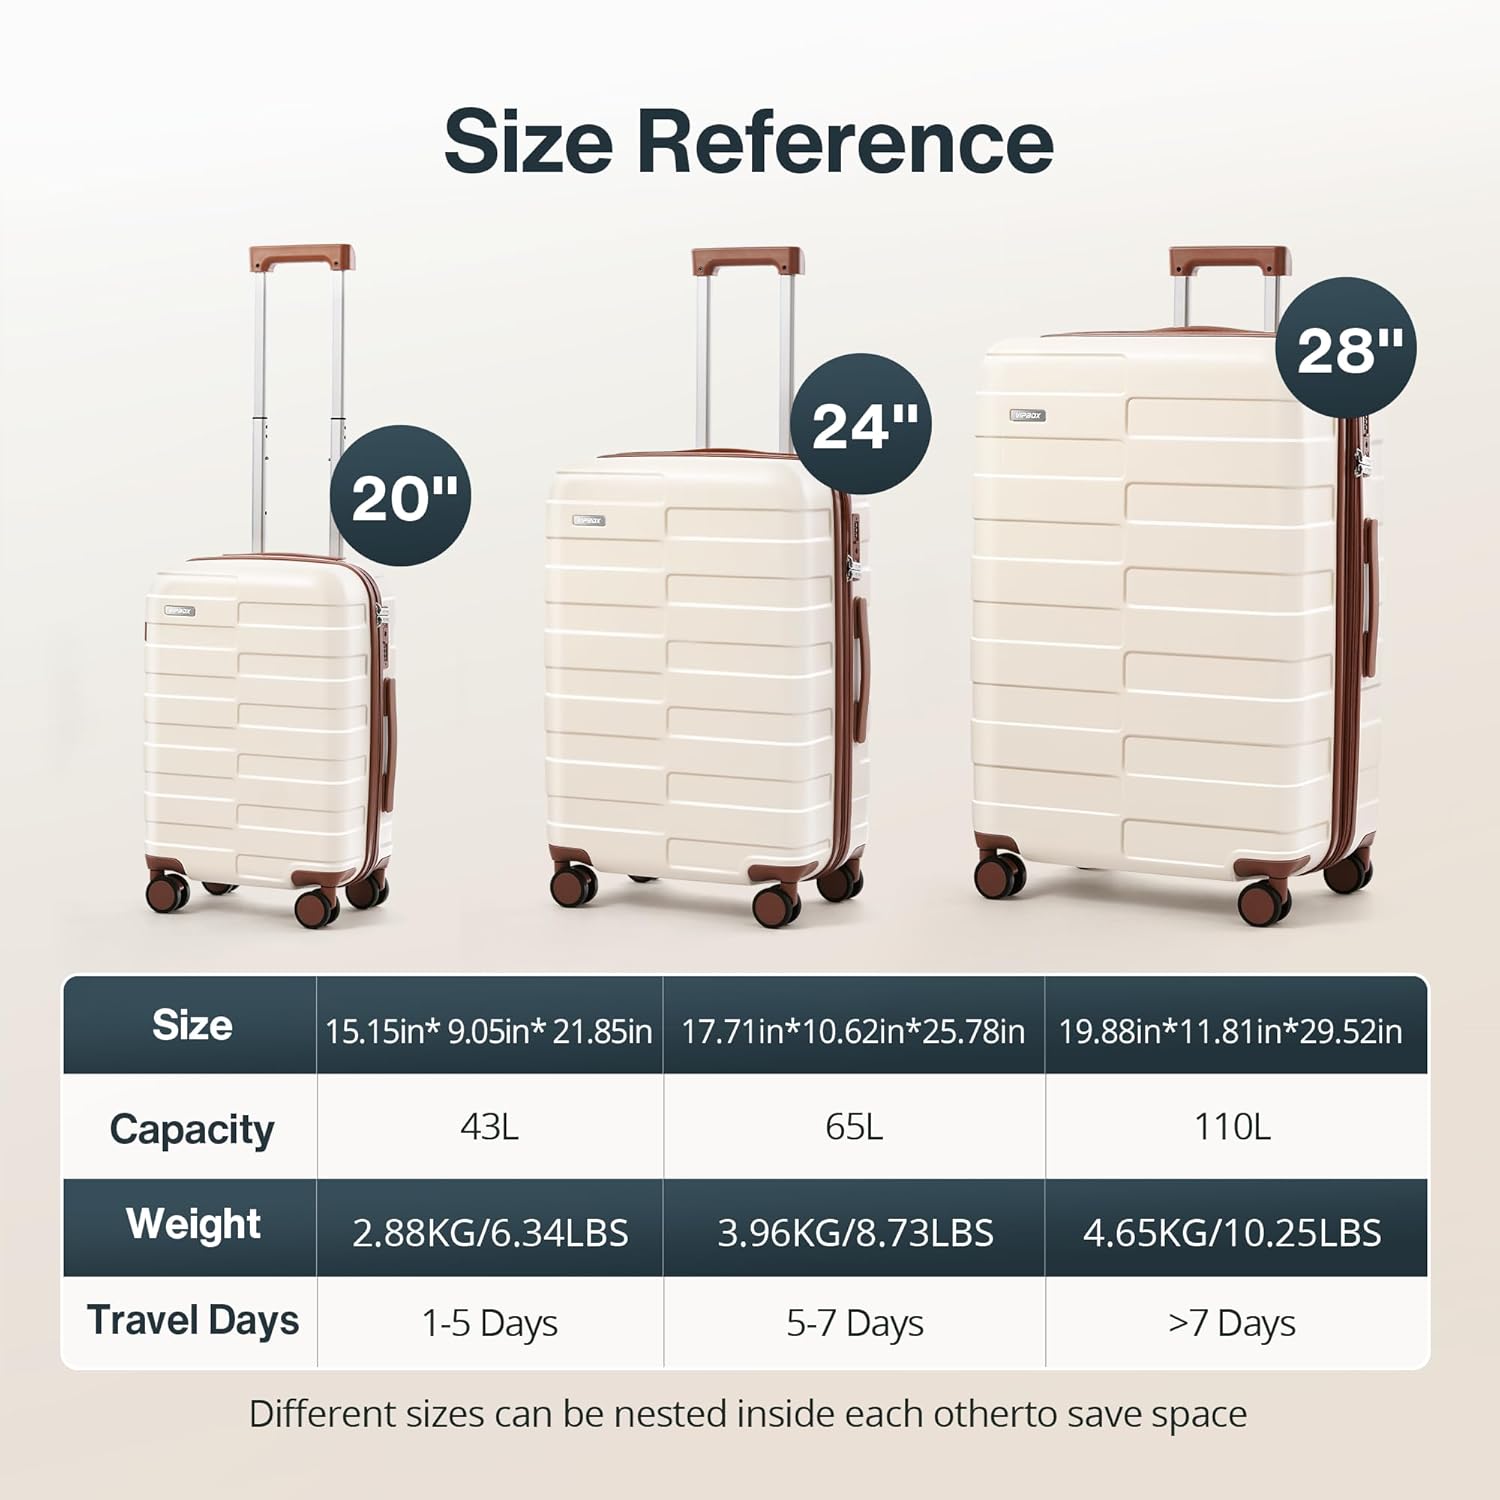 Size Reference
20"
24"
28"
VIPBOX
VIPBOX
VIPBOX
Size 15.15in* 9.05in* 21.85in 17.71in*10.62in*25.78in 19.88in*11.81in*29.52in
Capacity 43L 65L 110L
Weight 2.88KG/6.34LBS 3.96KG/8.73LBS 4.65KG/10.25LBS
Travel Days 1-5 Days 5-7 Days >7 Days
Different sizes can be nested inside each otherto save space